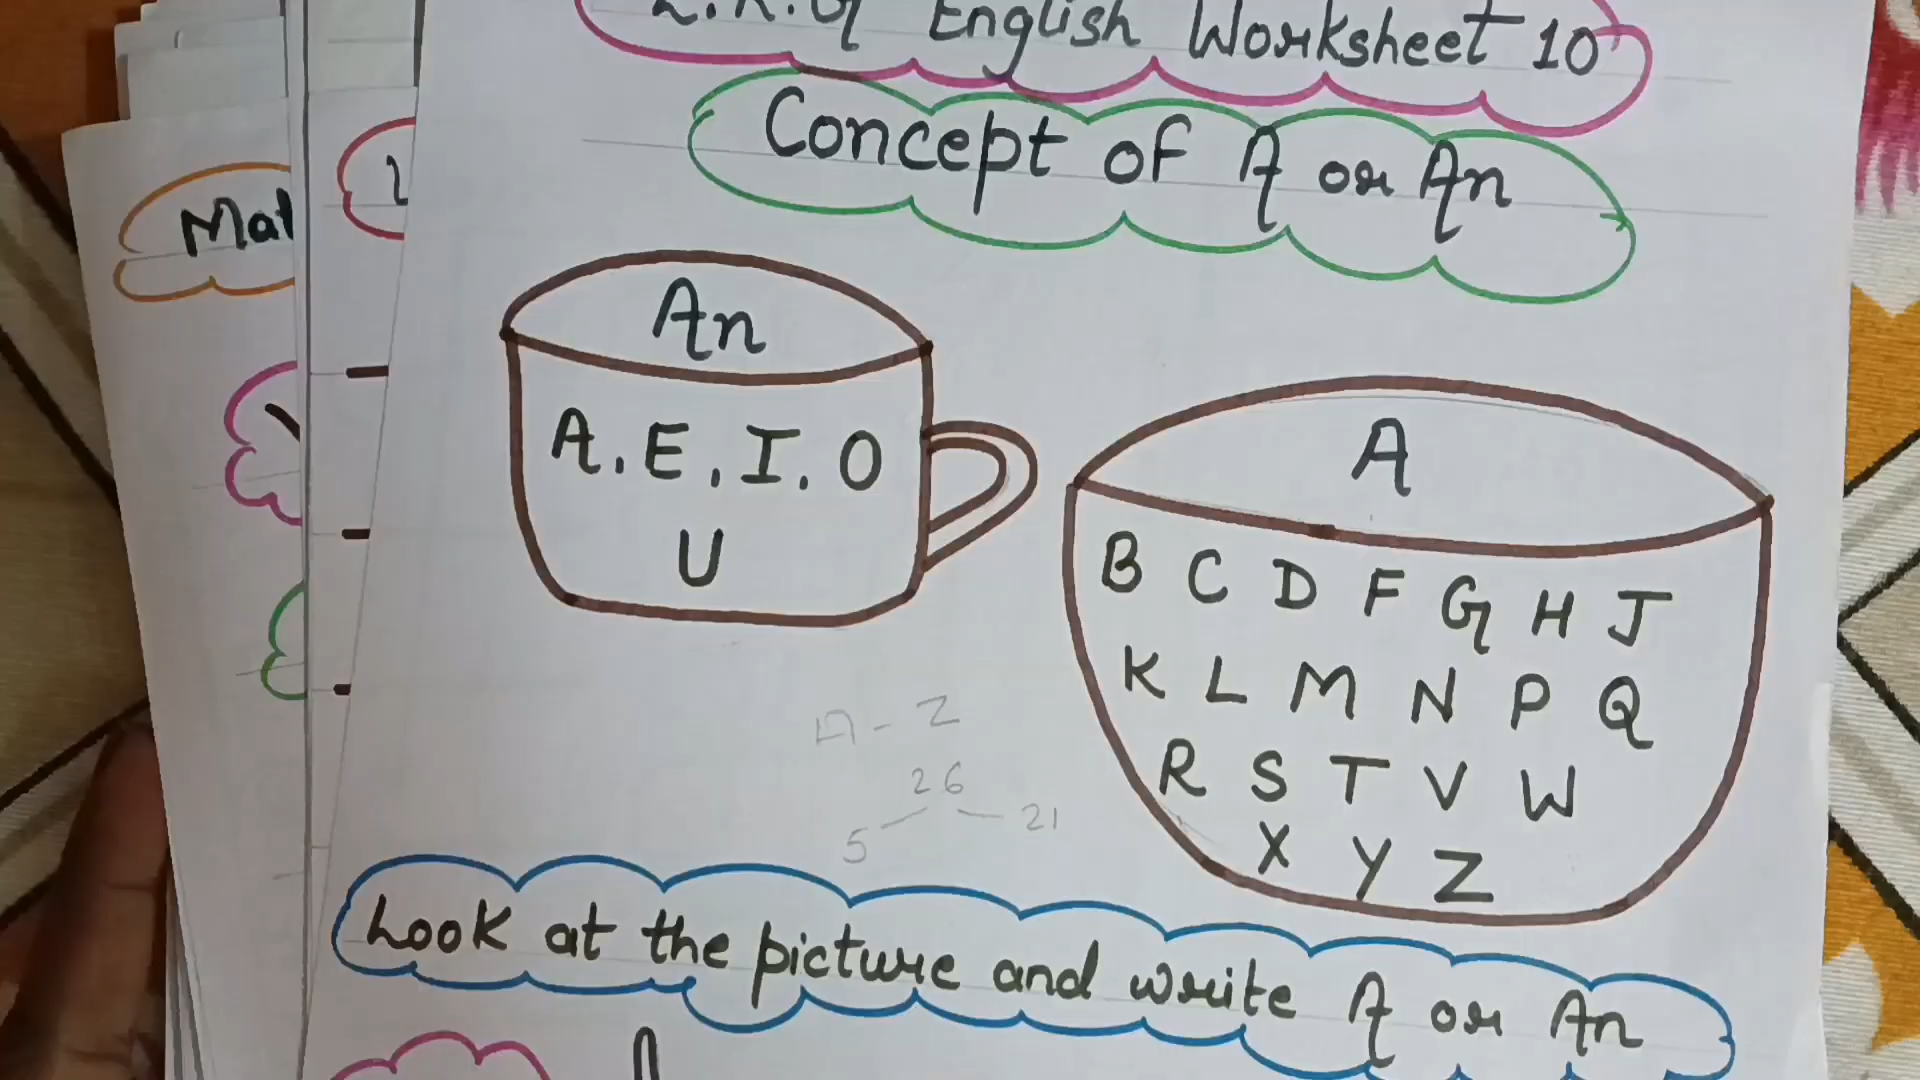 English Worksheet 10
Concept of A or An
Mat
An
A, E, I, O
U
A
B C D F G H J
K L M N P Q
R S T V W
X Y Z
A - Z
26
5 21
Look at the picture and write A or An